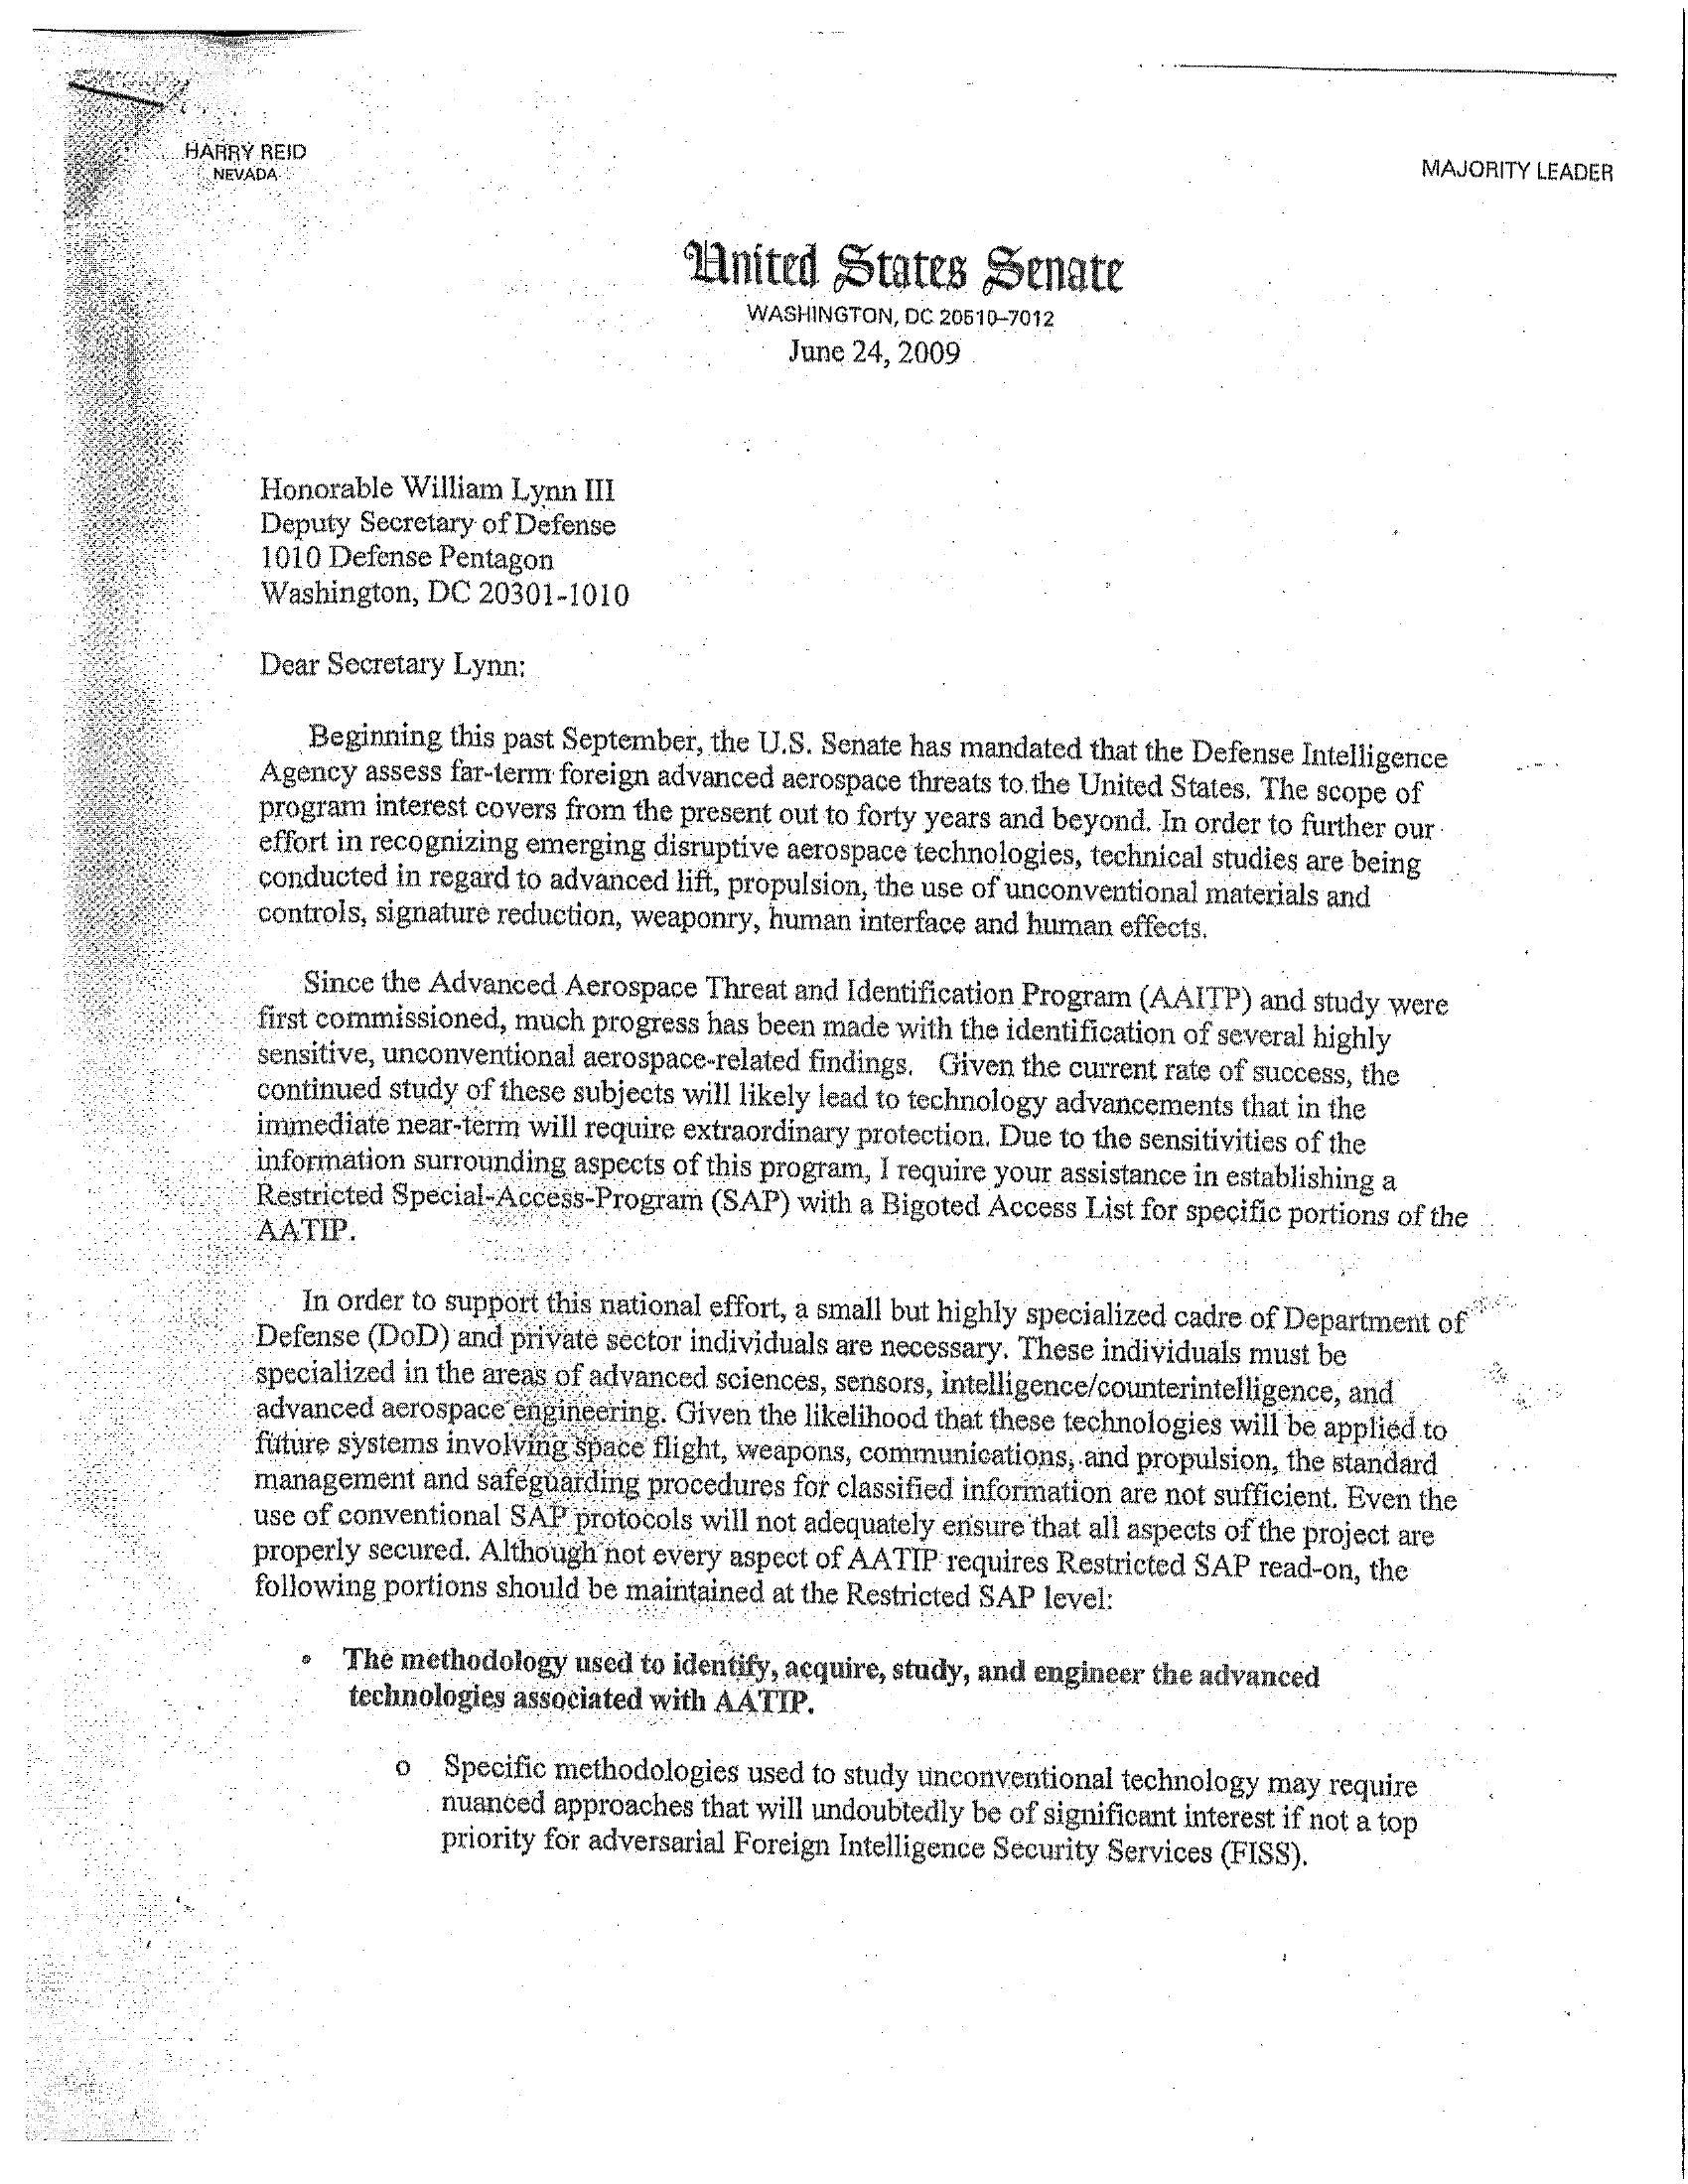 HARRY REID
NEVADA
MAJORITY LEADER
United States Senate
WASHINGTON, DC 20510–7012
June 24, 2009
Honorable William Lynn III
Deputy Secretary of Defense
1010 Defense Pentagon
Washington, DC 20301-1010
Dear Secretary Lynn:
Beginning this past September, the U.S. Senate has mandated that the Defense Intelligence
Agency assess far-term foreign advanced aerospace threats to the United States. The scope of
program interest covers from the present out to forty years and beyond. In order to further our
effort in recognizing emerging disruptive aerospace technologies, technical studies are being
conducted in regard to advanced lift, propulsion, the use of unconventional materials and
controls, signature reduction, weaponry, human interface and human effects.
Since the Advanced Aerospace Threat and Identification Program (AAITP) and study were
first commissioned, much progress has been made with the identification of several highly
sensitive, unconventional aerospace-related findings. Given the current rate of success, the
continued study of these subjects will likely lead to technology advancements that in the
immediate near-term will require extraordinary protection. Due to the sensitivities of the
information surrounding aspects of this program, I require your assistance in establishing a
Restricted Special-Access-Program (SAP) with a Bigoted Access List for specific portions of the
AATIP.
In order to support this national effort, a small but highly specialized cadre of Department of
Defense (DoD) and private sector individuals are necessary. These individuals must be
specialized in the areas of advanced sciences, sensors, intelligence/counterintelligence, and
advanced aerospace engineering. Given the likelihood that these technologies will be applied to
future systems involving space flight, weapons, communications, and propulsion, the standard
management and safeguarding procedures for classified information are not sufficient. Even the
use of conventional SAP protocols will not adequately ensure that all aspects of the project are
properly secured. Although not every aspect of AATIP requires Restricted SAP read-on, the
following portions should be maintained at the Restricted SAP level:
• The methodology used to identify, acquire, study, and engineer the advanced
technologies associated with AATIP.
o Specific methodologies used to study unconventional technology may require
nuanced approaches that will undoubtedly be of significant interest if not a top
priority for adversarial Foreign Intelligence Security Services (FISS).